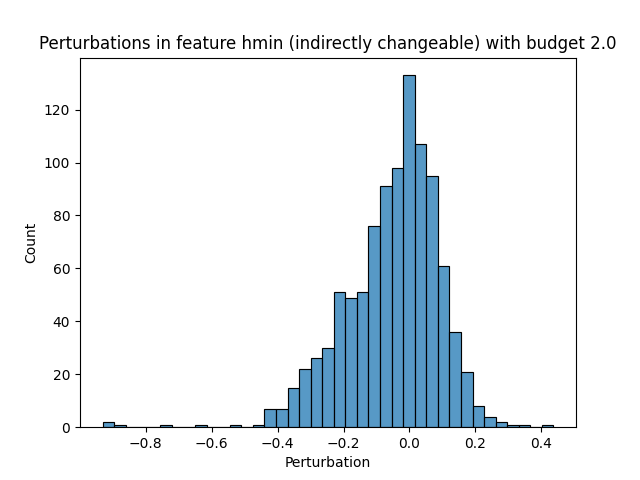 Perturbations in feature hmin (indirectly changeable) with budget 2.0
120
100
80
60
40
20
0
Count
−0.8 −0.6 −0.4 −0.2 0.0 0.2 0.4
Perturbation